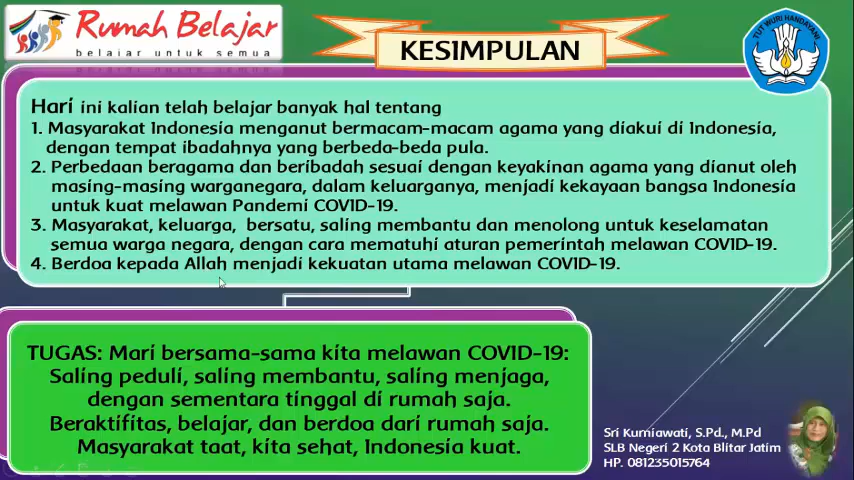 Rumah Belajar
belajar untuk semua
KESIMPULAN
TUT WURI HANDAYANI
Hari ini kalian telah belajar banyak hal tentang
1. Masyarakat Indonesia menganut bermacam-macam agama yang diakui di Indonesia,
dengan tempat ibadahnya yang berbeda-beda pula.
2. Perbedaan beragama dan beribadah sesuai dengan keyakinan agama yang dianut oleh
masing-masing warganegara, dalam keluarganya, menjadi kekayaan bangsa Indonesia
untuk kuat melawan Pandemi COVID-19.
3. Masyarakat, keluarga, bersatu, saling membantu dan menolong untuk keselamatan
semua warga negara, dengan cara mematuhi aturan pemerintah melawan COVID-19.
4. Berdoa kepada Allah menjadi kekuatan utama melawan COVID-19.
TUGAS: Mari bersama-sama kita melawan COVID-19:
Saling peduli, saling membantu, saling menjaga,
dengan sementara tinggal di rumah saja.
Beraktifitas, belajar, dan berdoa dari rumah saja.
Masyarakat taat, kita sehat, Indonesia kuat.
Sri Kurniawati, S.Pd., M.Pd
SLB Negeri 2 Kota Blitar Jatim
HP. 081235015764